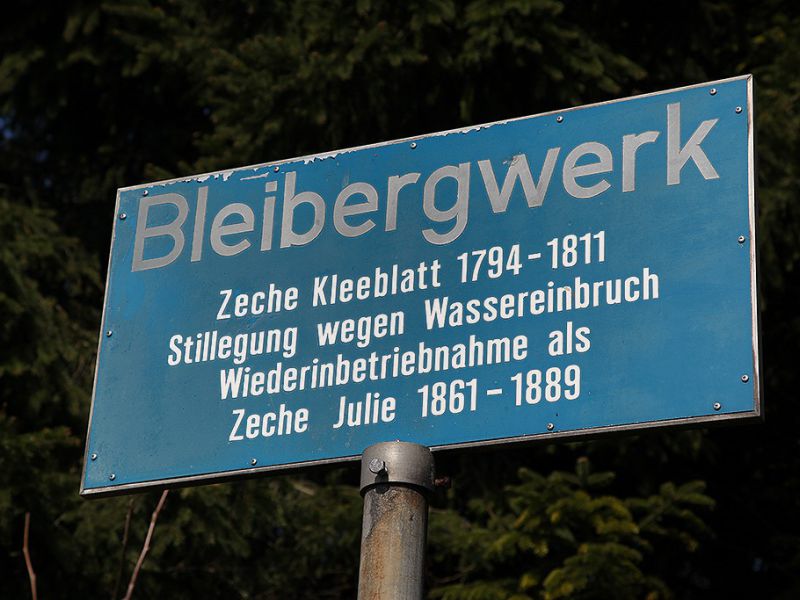 Bleibergwerk
Zeche Kleeblatt 1794-1811
Stillegung wegen Wassereinbruch
Wiederinbetriebnahme als
Zeche Julie 1861-1889